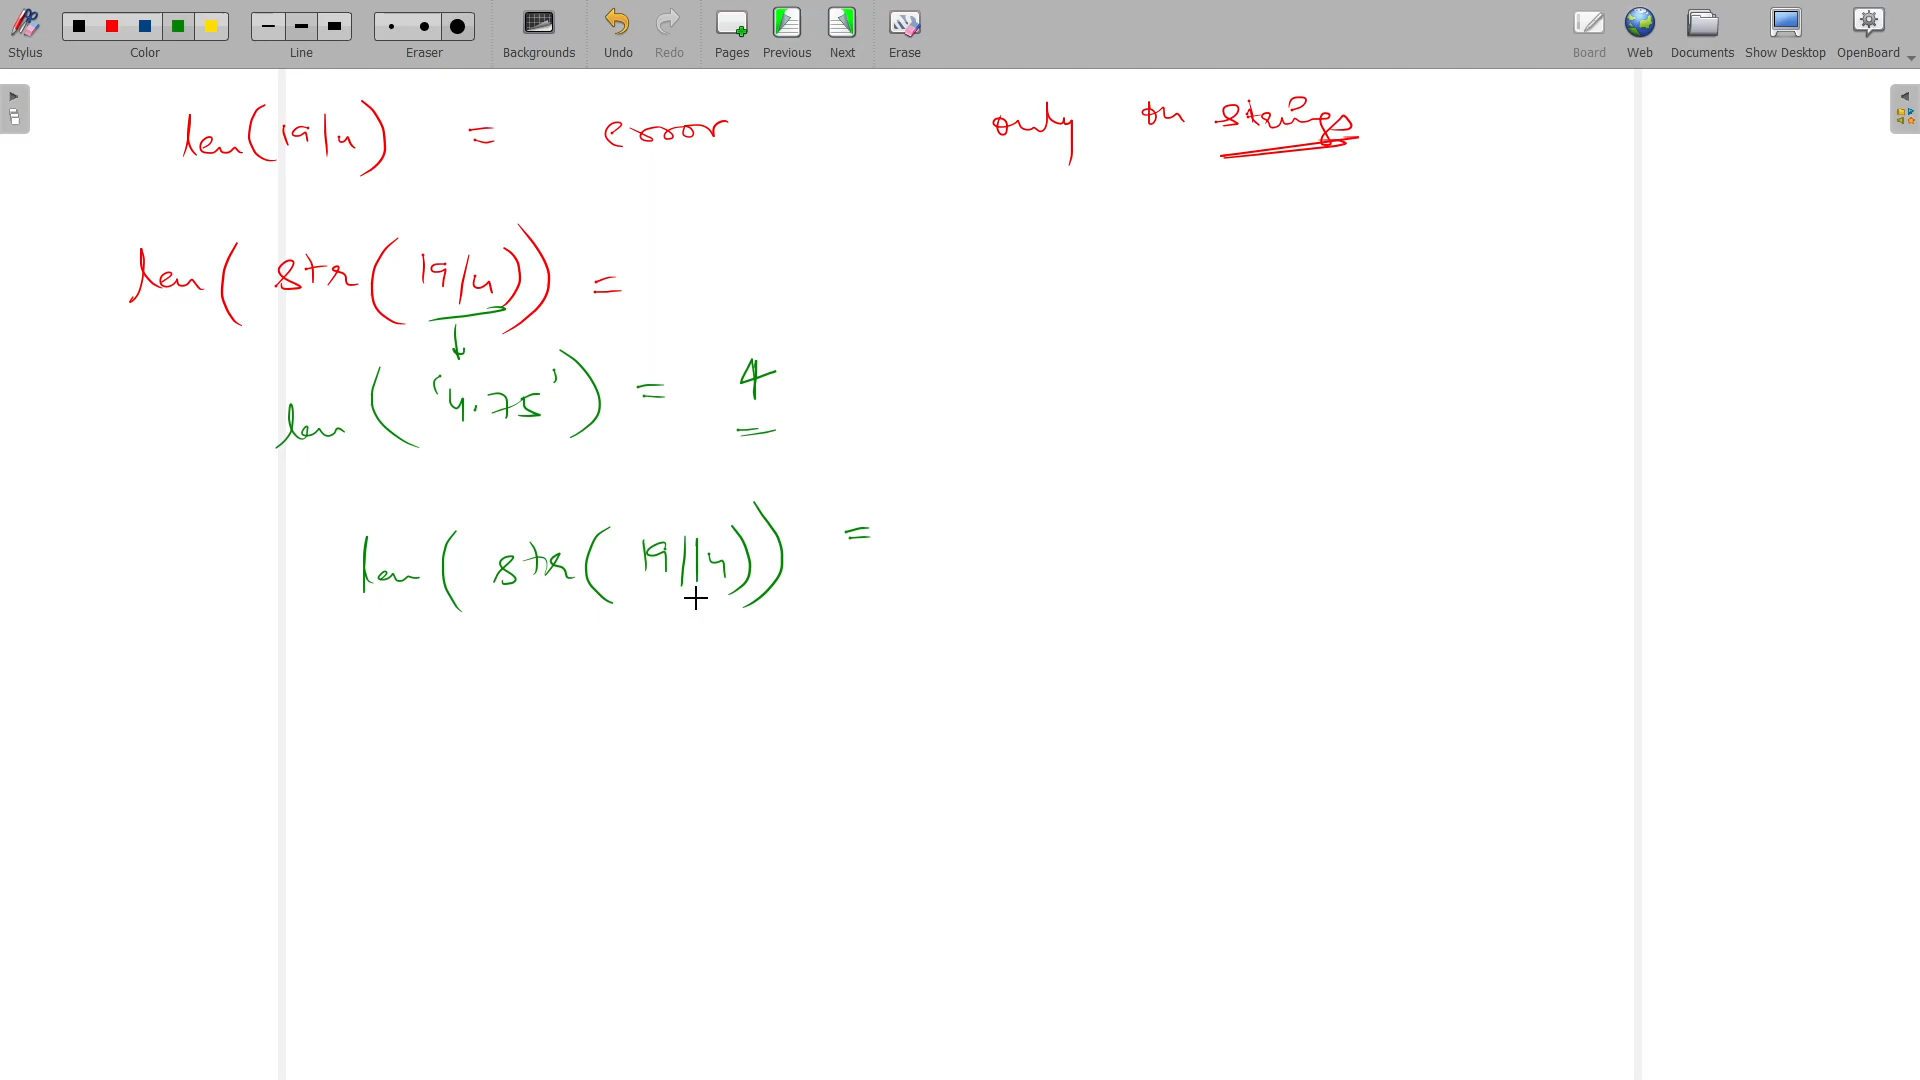 Stylus Color Line Eraser Backgrounds Undo Redo Pages Previous Next Erase Board Web Documents Show Desktop OpenBoard
len(19/4) = error only on strings
len( str( 19/4)) =
len( '4.75' ) = 4
len( str( 19//4)) =